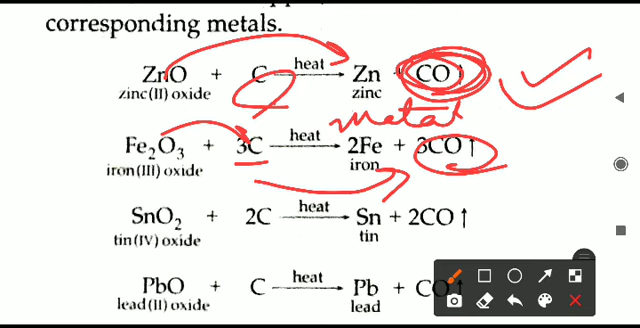 corresponding metals.
ZnO + C heat → Zn + CO ↑
zinc(II) oxide zinc
metal
Fe₂O₃ + 3C heat → 2Fe + 3CO ↑
iron(III) oxide iron
SnO₂ + 2C heat → Sn + 2CO ↑
tin(IV) oxide tin
PbO + C heat → Pb + CO ↑
lead(II) oxide lead